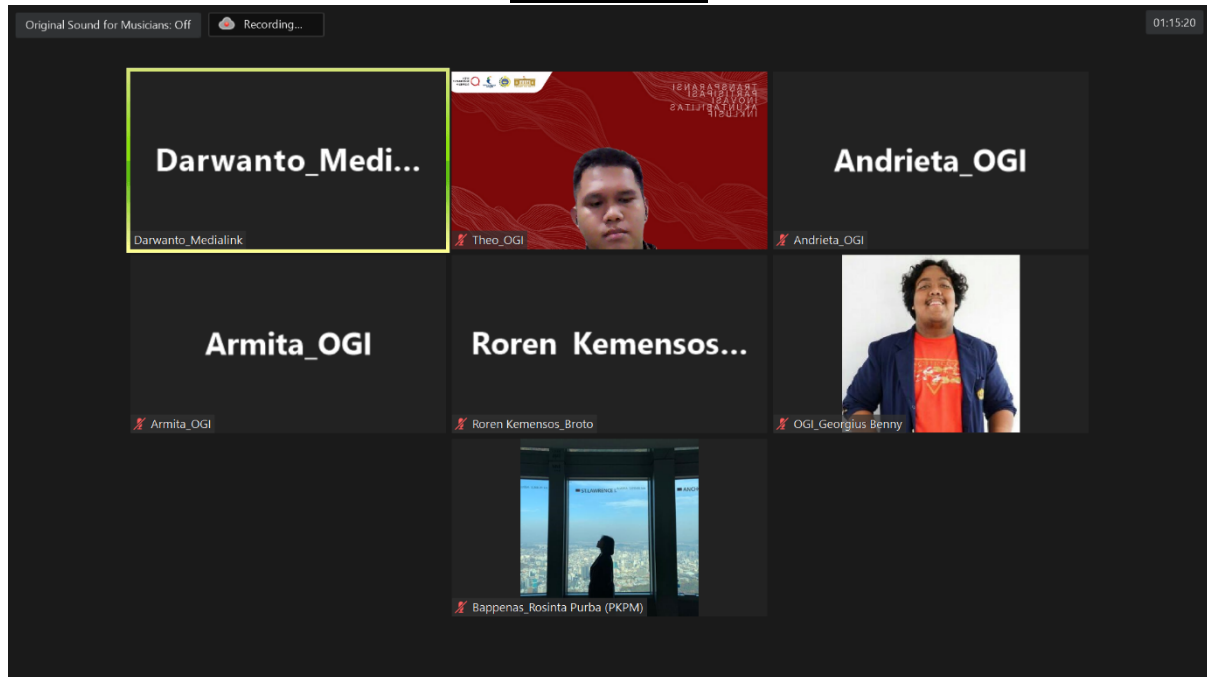 Original Sound for Musicians: Off
Recording...
01:15:20
Darwanto_Medi...
Darwanto_Medialink
TRANSPARANSI
PARTISIPASI
INOVASI
AKUNTABILITAS
INKLUSIF
Theo_OGI
Andrieta_OGI
Andrieta_OGI
Armita_OGI
Armita_OGI
Roren Kemensos...
Roren Kemensos_Broto
OGI_Georgius Benny
Bappenas_Rosinta Purba (PKPM)